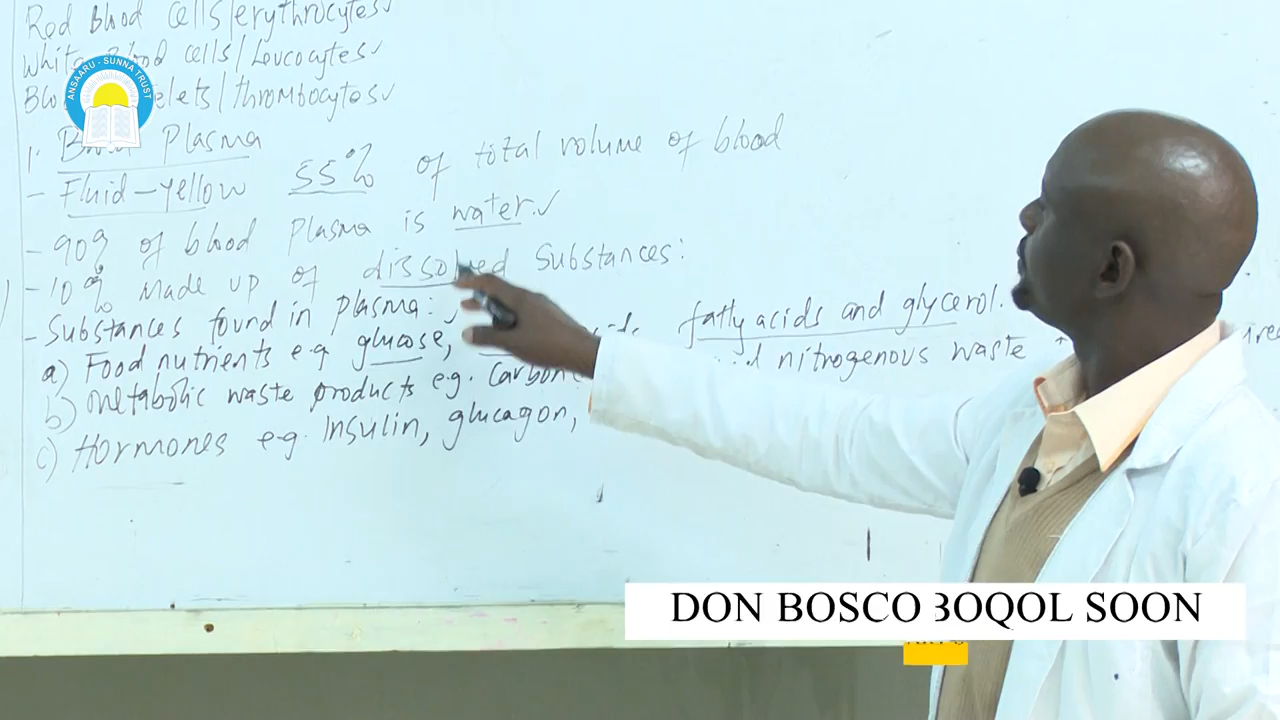 Red Blood cells/erythrocytes✓
White Blood cells/Leucocytes✓
/thrombocytes✓
ANSAARU - SUNNA TRUST
1. Blood Plasma
- Fluid-yellow 55% of total volume of blood
- 90% of blood plasma is water.✓
- 10% made up of dissolved substances:
- Substances found in plasma:
a) Food nutrients e.g glucose, fatty acids and glycerol.
b) Metabolic waste products e.g. carbon nitrogenous waste
c) Hormones e.g. Insulin, glucagon,
DON BOSCO BOQOL SOON